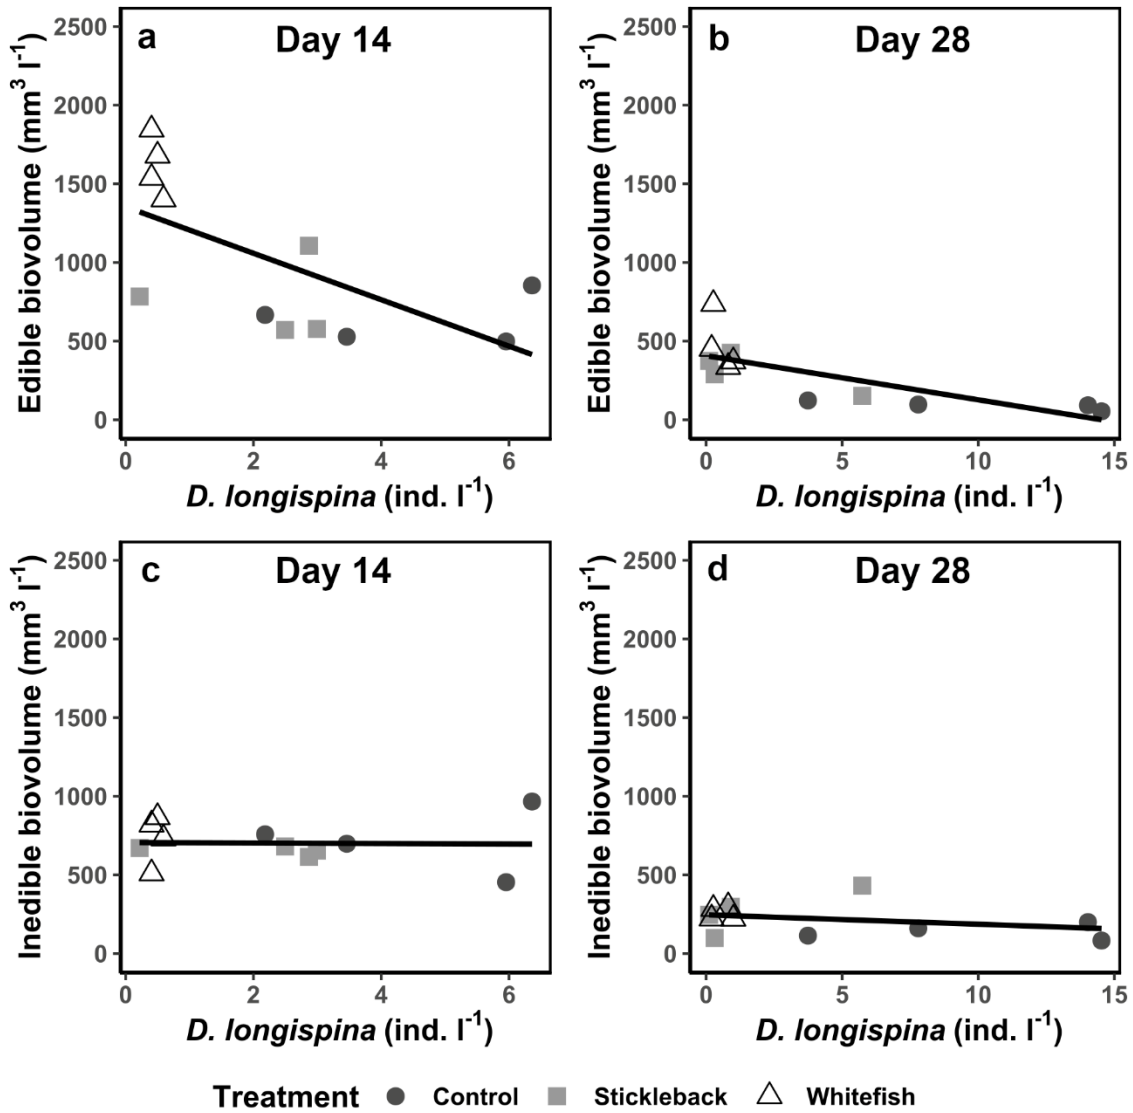 a Day 14
Edible biovolume (mm³ l⁻¹)
2500
2000
1500
1000
500
0
0 2 4 6
D. longispina (ind. l⁻¹)
b Day 28
Edible biovolume (mm³ l⁻¹)
2500
2000
1500
1000
500
0
0 5 10 15
D. longispina (ind. l⁻¹)
c Day 14
Inedible biovolume (mm³ l⁻¹)
2500
2000
1500
1000
500
0
0 2 4 6
D. longispina (ind. l⁻¹)
d Day 28
Inedible biovolume (mm³ l⁻¹)
2500
2000
1500
1000
500
0
0 5 10 15
D. longispina (ind. l⁻¹)
Treatment Control Stickleback Whitefish